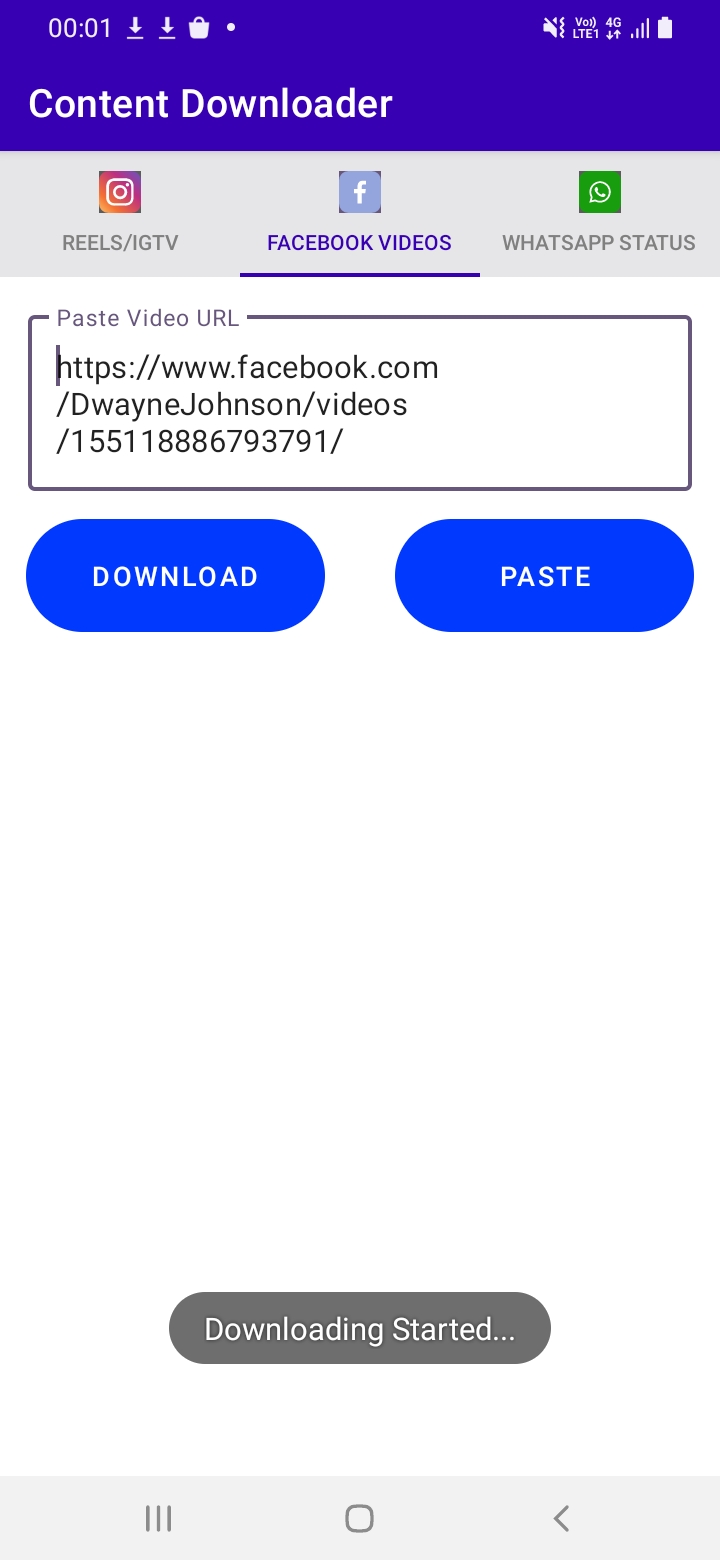 00:01
Vo)) 4G
LTE1
Content Downloader
REELS/IGTV
FACEBOOK VIDEOS
WHATSAPP STATUS
Paste Video URL
https://www.facebook.com
/DwayneJohnson/videos
/155118886793791/
DOWNLOAD
PASTE
Downloading Started...